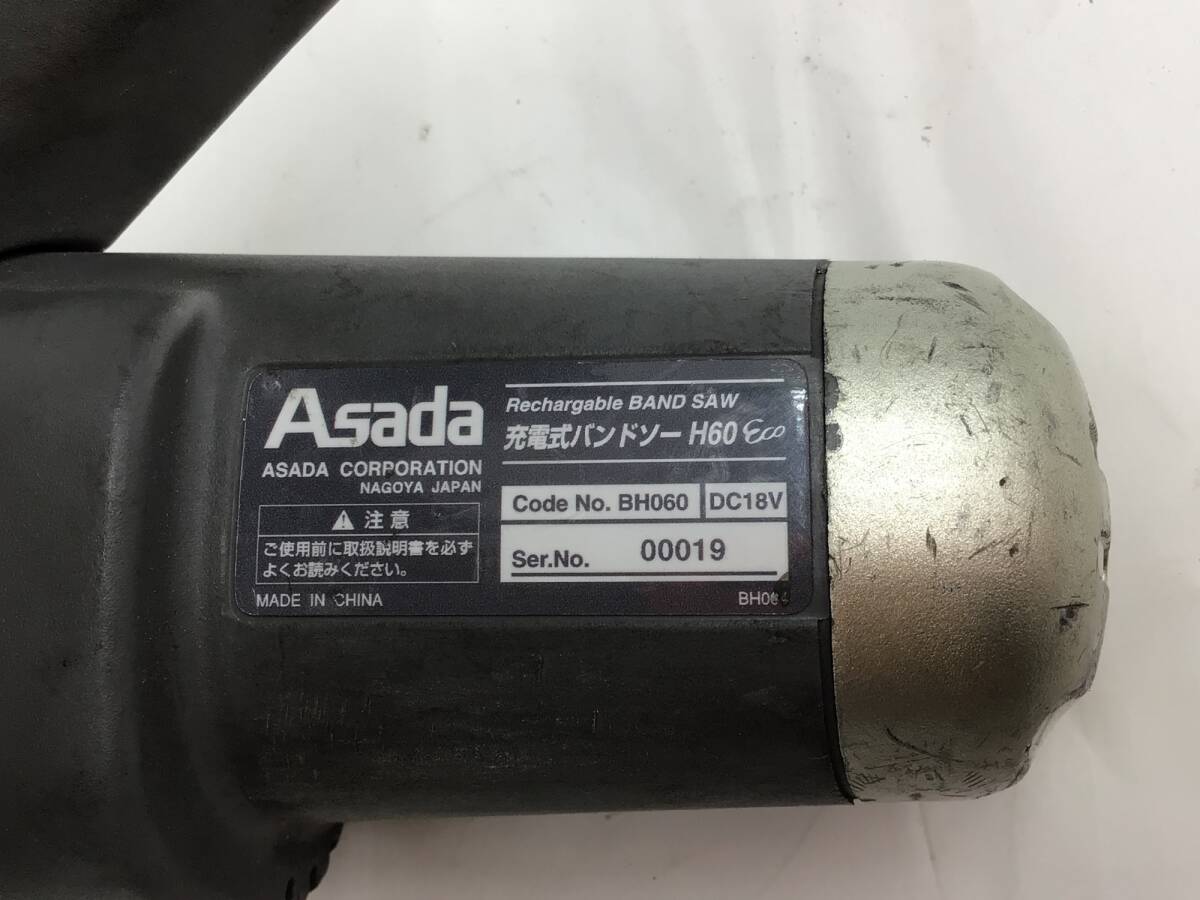 Asada
ASADA CORPORATION
NAGOYA JAPAN
注意
ご使用前に取扱説明書を必ず
よくお読みください。
MADE IN CHINA
Rechargable BAND SAW
充電式バンドソー H60 Eco
Code No. BH060 DC18V
Ser.No. 00019